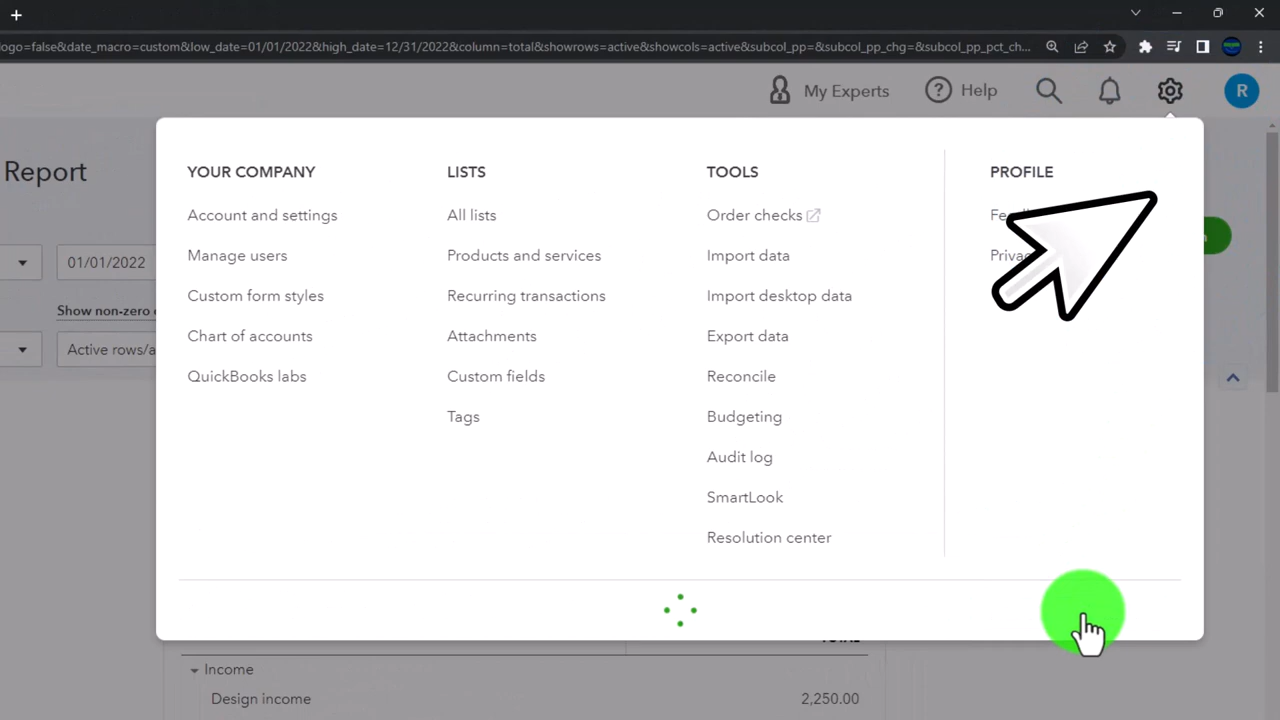 logo=false&date_macro=custom&low_date=01/01/2022&high_date=12/31/2022&column=total&showrows=active&showcols=active&subcol_pp=&subcol_pp_chg=&subcol_pp_pct_ch...
My Experts
Help
R
Report
01/01/2022
Show non-zero
Active rows/a
YOUR COMPANY
Account and settings
Manage users
Custom form styles
Chart of accounts
QuickBooks labs
LISTS
All lists
Products and services
Recurring transactions
Attachments
Custom fields
Tags
TOOLS
Order checks
Import data
Import desktop data
Export data
Reconcile
Budgeting
Audit log
SmartLook
Resolution center
PROFILE
TOTAL
Income
Design income 2,250.00